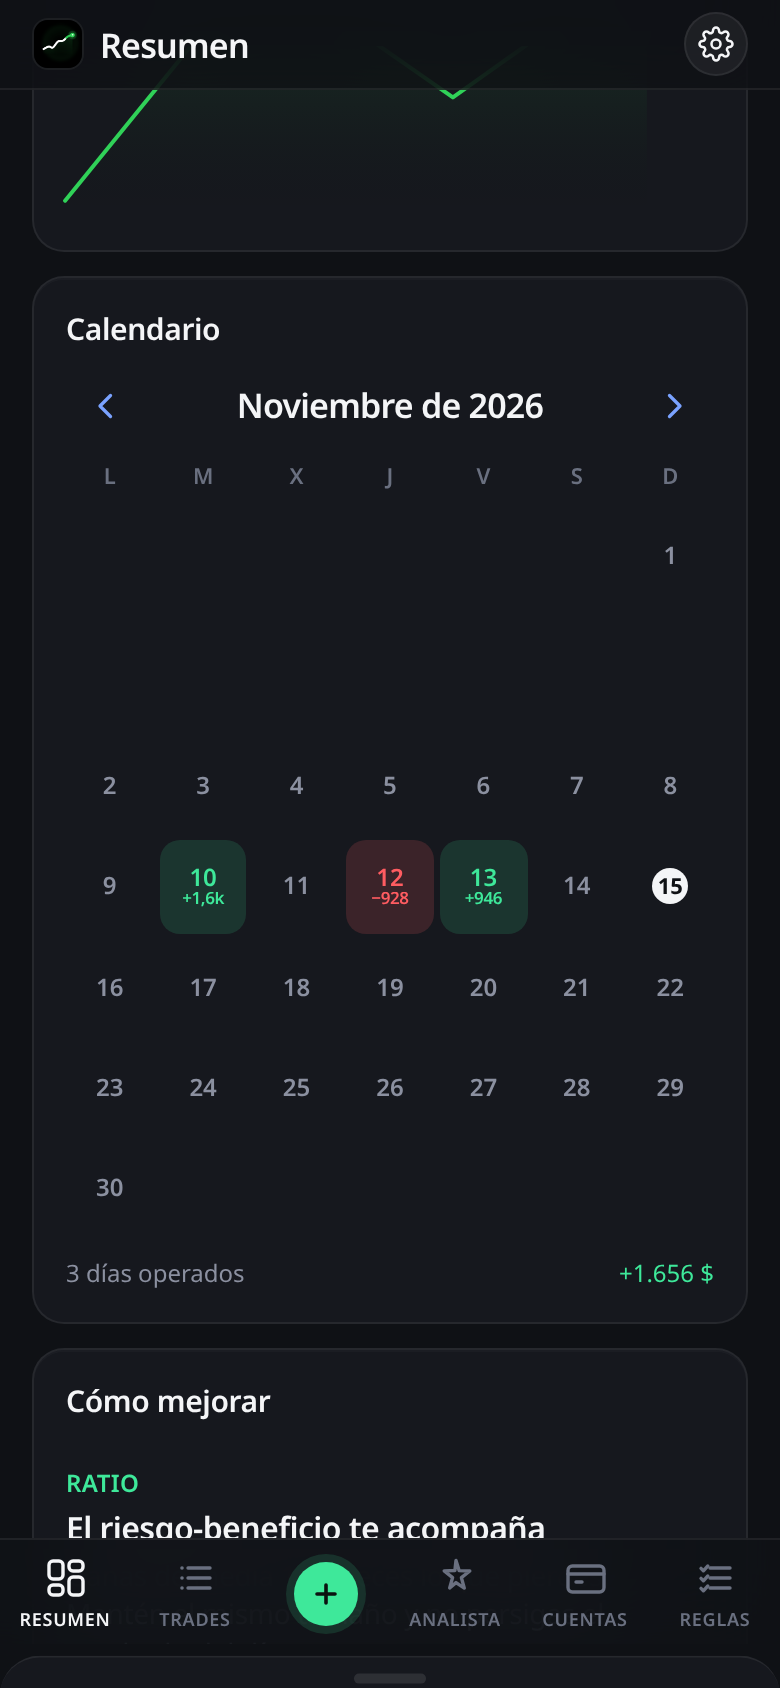 Resumen
Calendario
Noviembre de 2026
L M X J V S D
1
2 3 4 5 6 7 8
9 10 11 12 13 14 15
+1,6k −928 +946
16 17 18 19 20 21 22
23 24 25 26 27 28 29
30
3 días operados +1.656 $
Cómo mejorar
RATIO
El riesgo-beneficio te acompaña
RESUMEN TRADES ANALISTA CUENTAS REGLAS